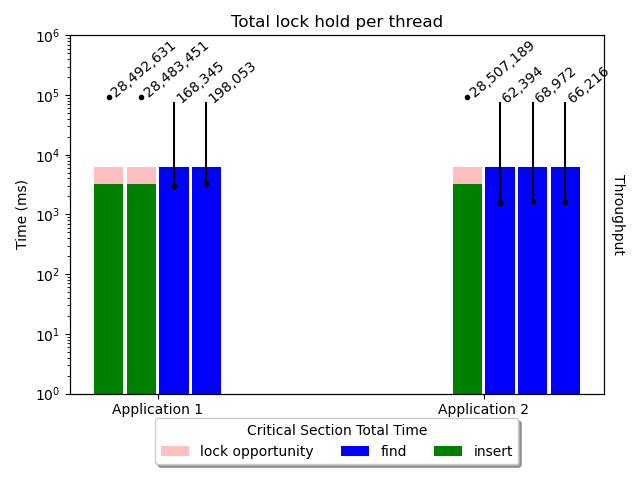 Total lock hold per thread
10^6
10^5
10^4
10^3
10^2
10^1
10^0
Time (ms)
28,492,631
28,483,451
168,345
198,053
28,507,189
62,394
68,972
66,216
Throughput
Application 1
Application 2
Critical Section Total Time
lock opportunity find insert